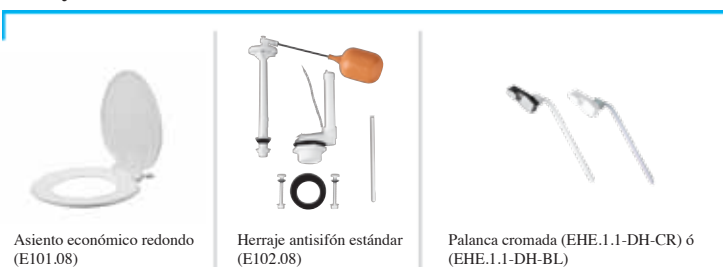 Asiento económico redondo
(E101.08)
Herraje antisifón estándar
(E102.08)
Palanca cromada (EHE.1.1-DH-CR) ó
(EHE.1.1-DH-BL)